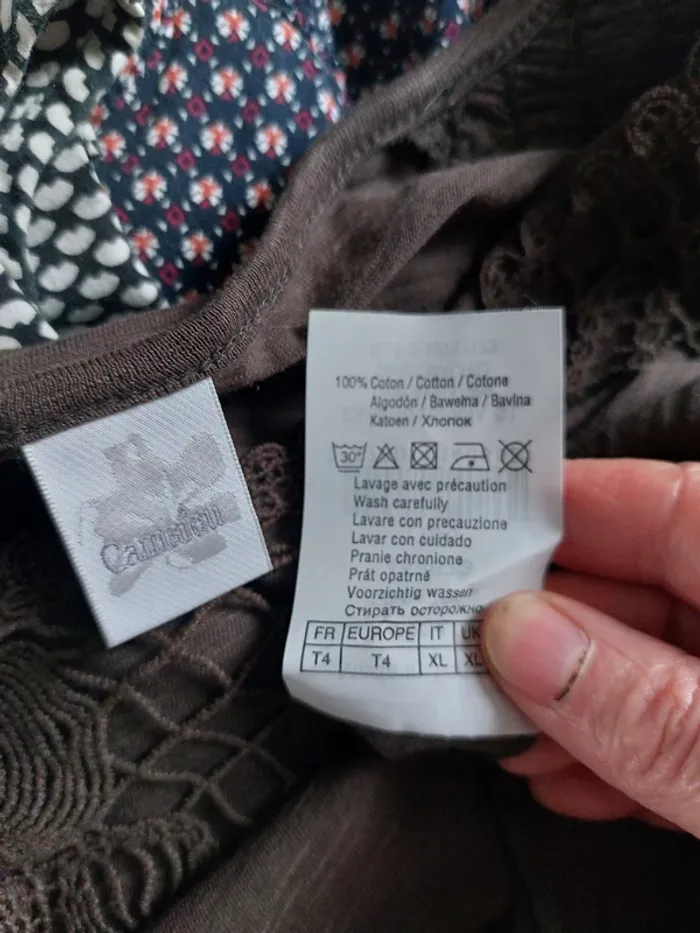 Camaïeu
100% Coton / Cotton / Cotone
Algodón / Bawełna / Bavlna
Katoen / Хлопок
30°
Lavage avec précaution
Wash carefully
Lavare con precauzione
Lavar con cuidado
Pranie chronione
Prát opatrně
Voorzichtig wassen
Стирать осторожно
FR EUROPE IT UK
T4 T4 XL XL